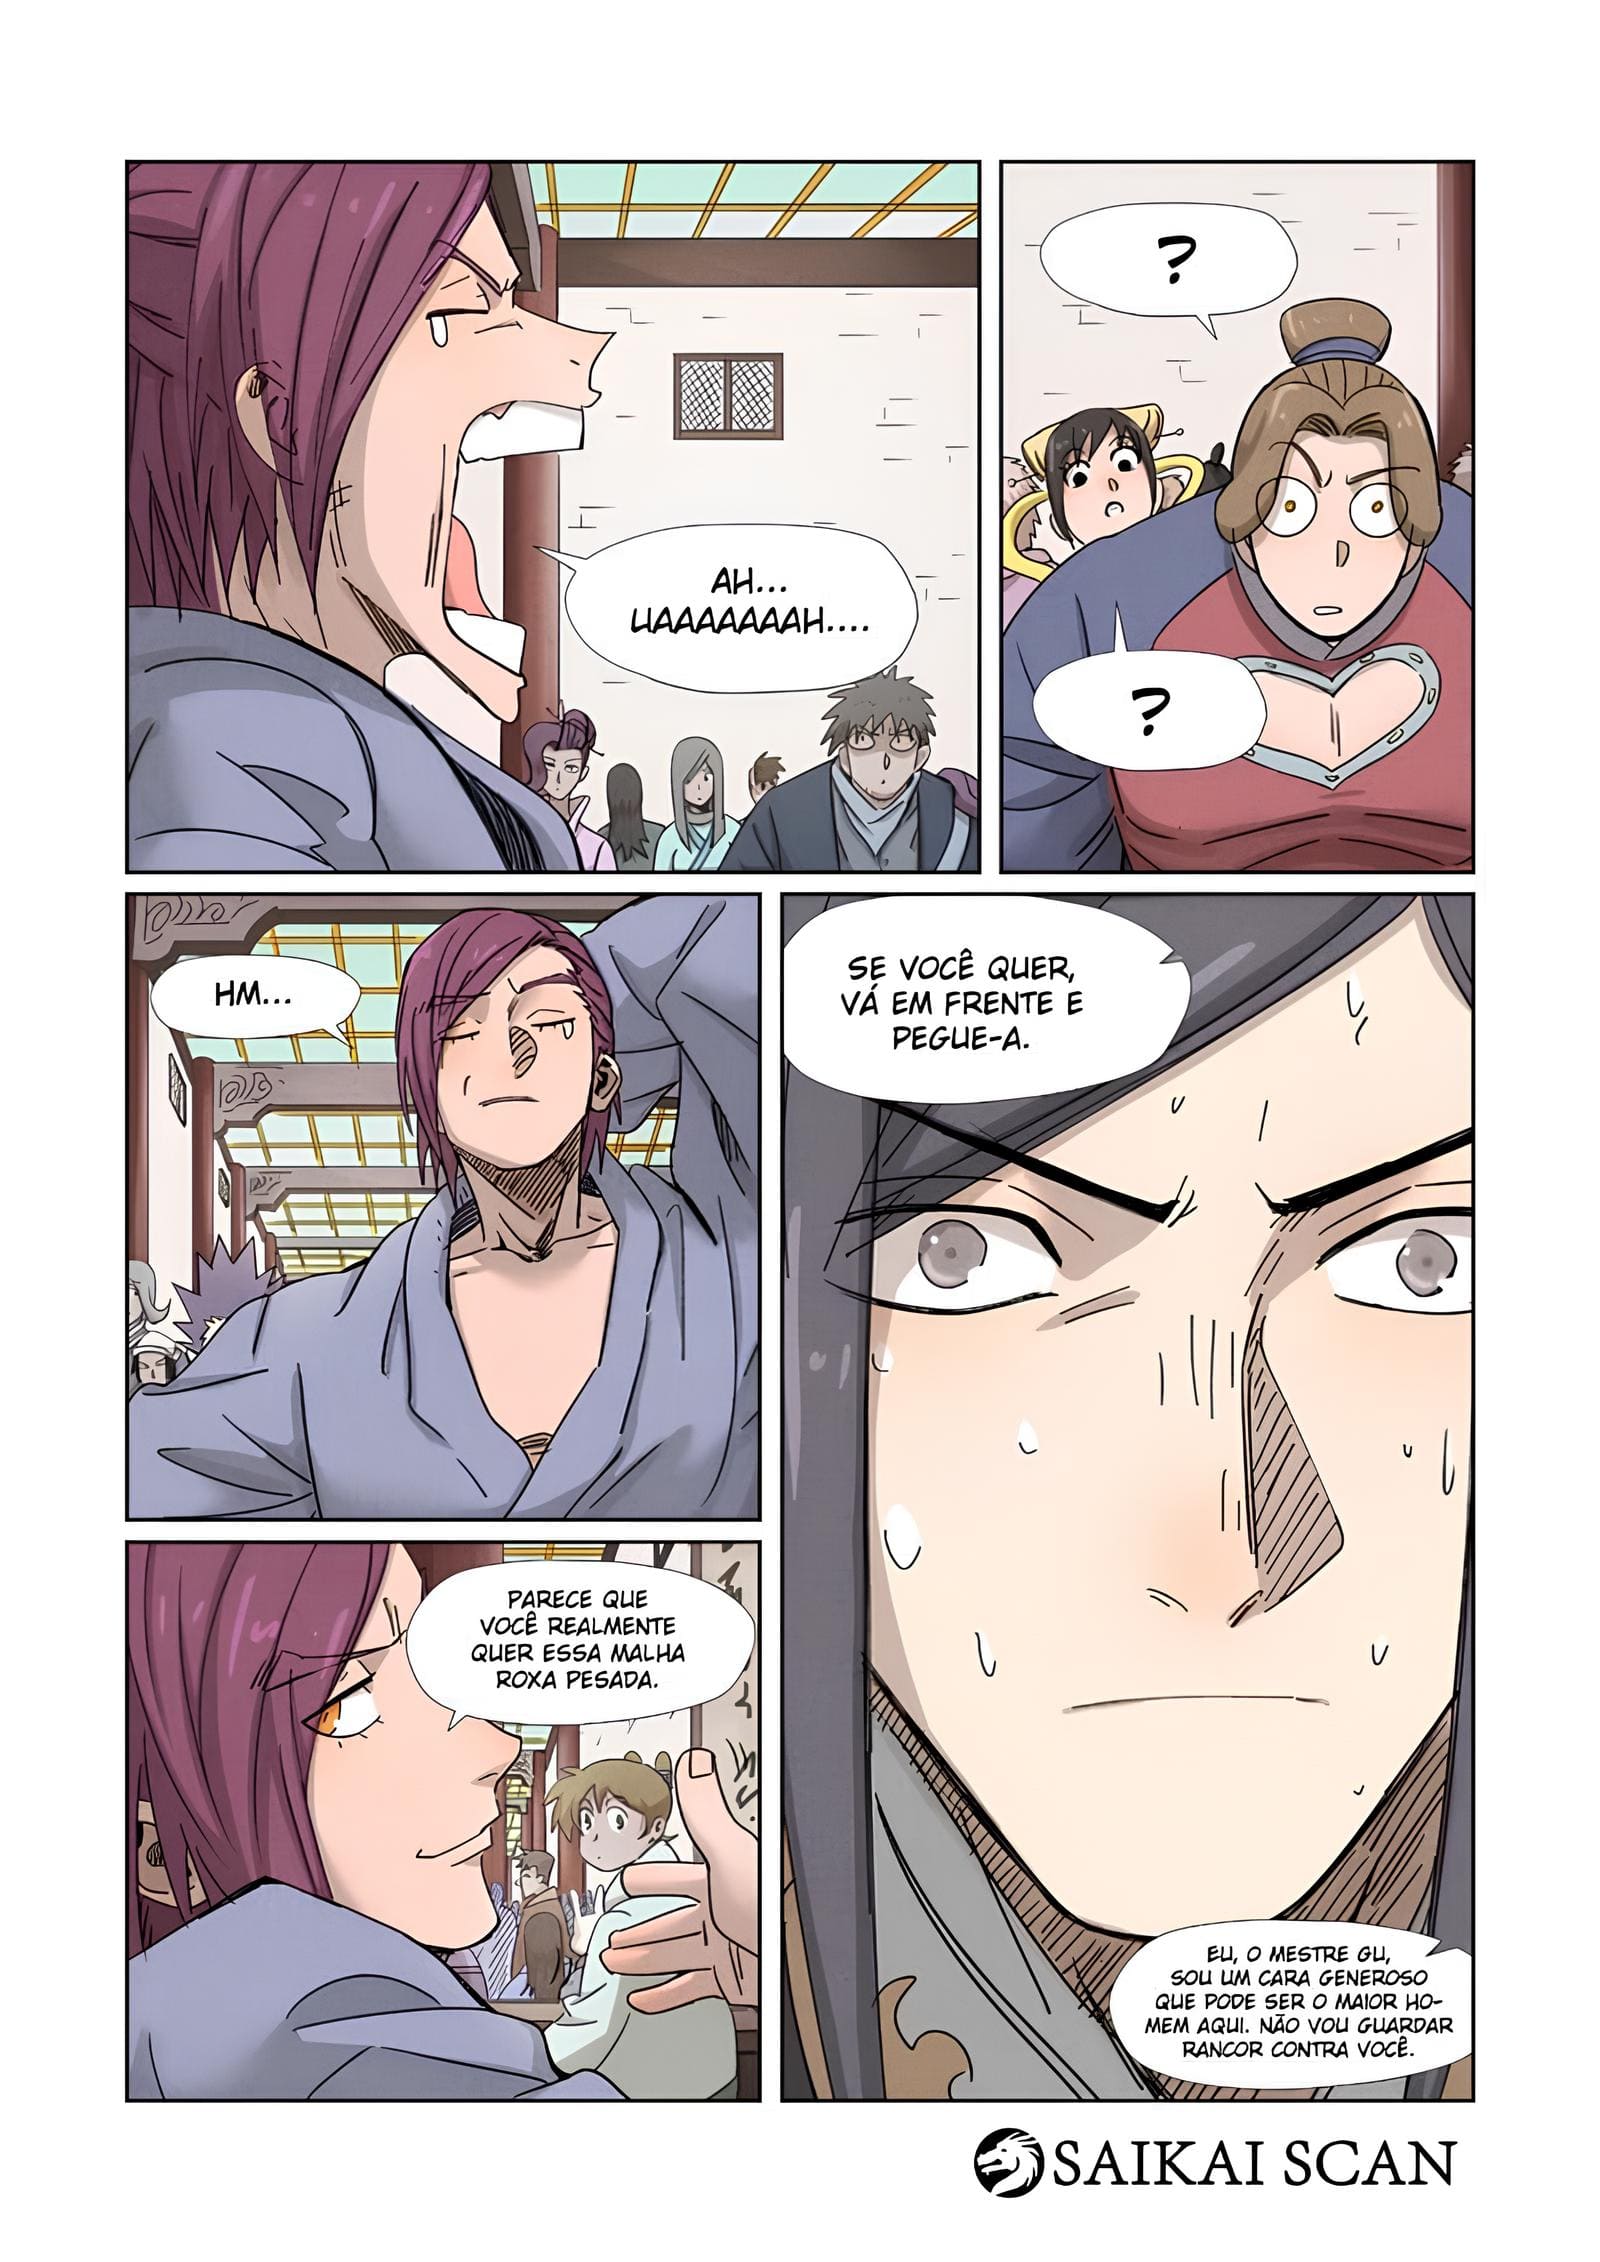 AH...
UAAAAAAAH....
?
?
HM...
SE VOCÊ QUER,
VÁ EM FRENTE E
PEGUE-A.
PARECE QUE
VOCÊ REALMENTE
QUER ESSA MALHA
ROXA PESADA.
EU, O MESTRE GU,
SOU UM CARA GENEROSO
QUE PODE SER O MAIOR HO-
MEM AQUI. NÃO VOU GUARDAR
RANCOR CONTRA VOCÊ.
SAIKAI SCAN